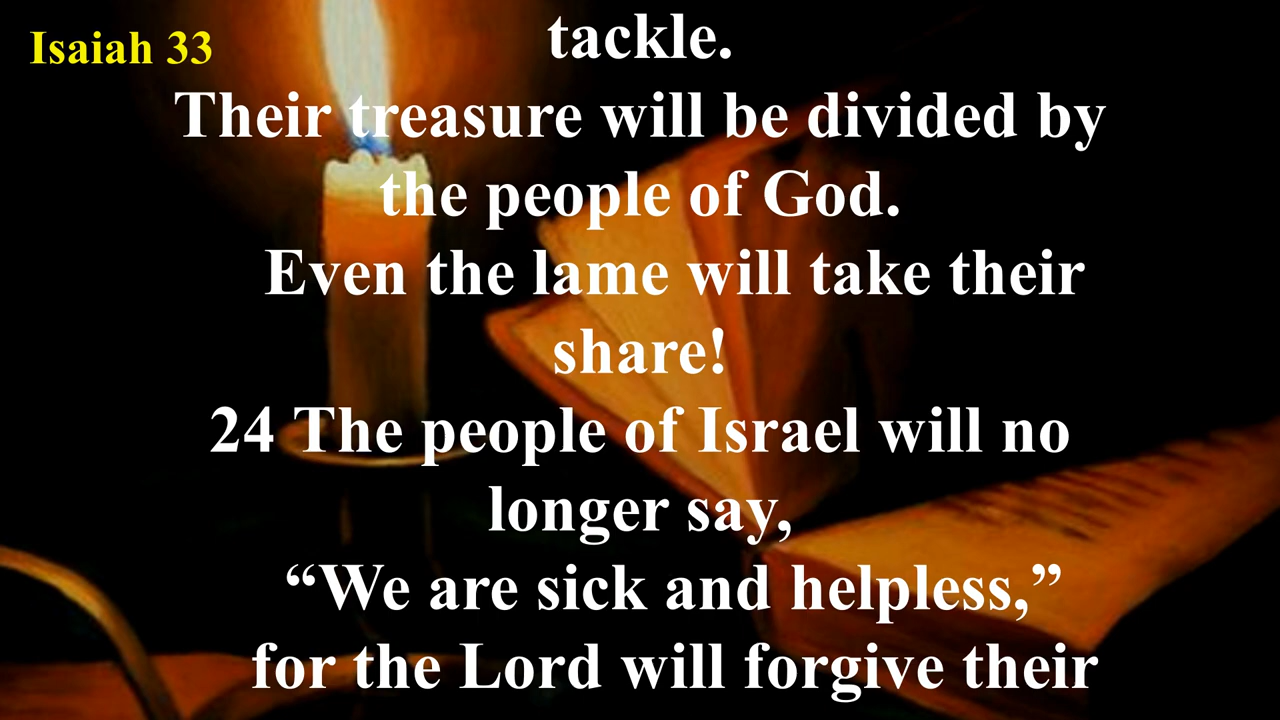 Isaiah 33
tackle.
Their treasure will be divided by
the people of God.
Even the lame will take their
share!
24 The people of Israel will no
longer say,
“We are sick and helpless,”
for the Lord will forgive their